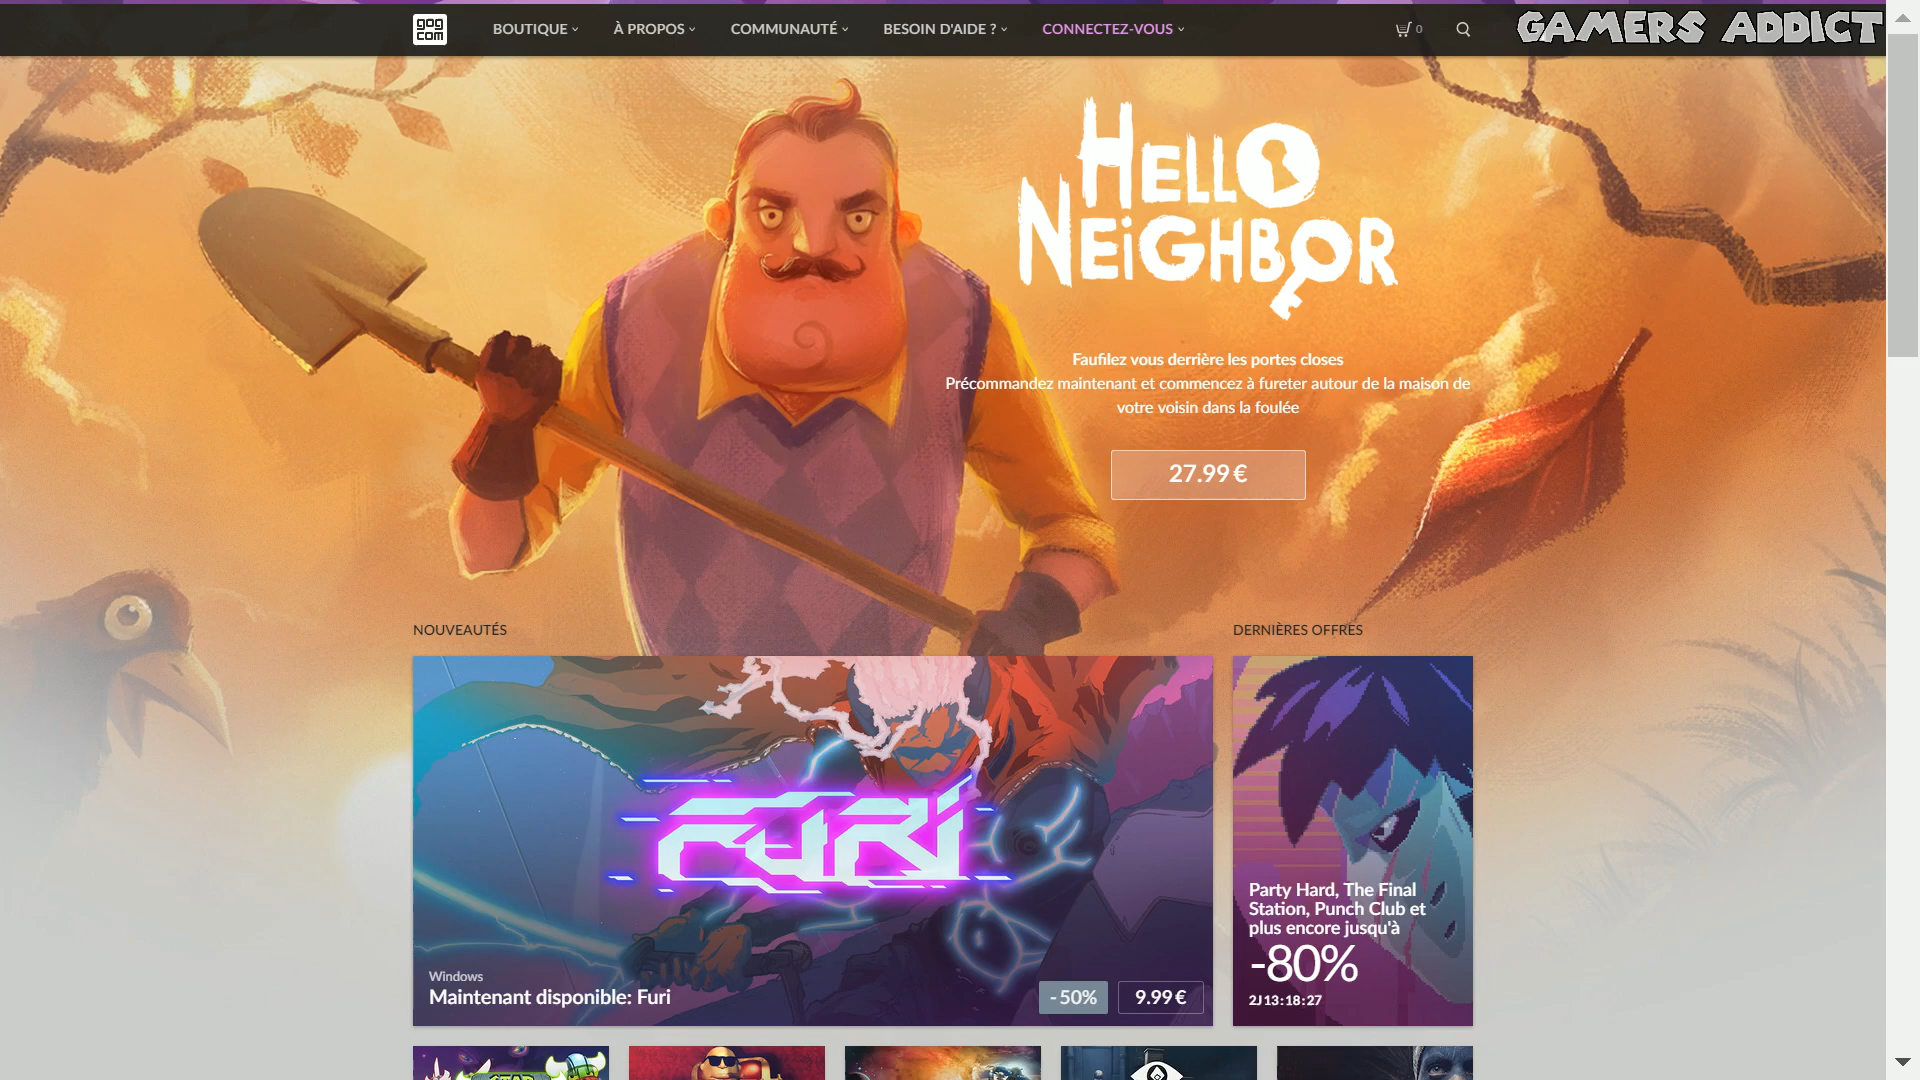 gog
com
BOUTIQUE
À PROPOS
COMMUNAUTÉ
BESOIN D'AIDE ?
CONNECTEZ-VOUS
0
GAMERS ADDICT
HELLO
NEIGHBOR
Faufilez vous derrière les portes closes
Précommandez maintenant et commencez à fureter autour de la maison de
votre voisin dans la foulée
27.99 €
NOUVEAUTÉS
FURI
Windows
Maintenant disponible: Furi
-50%
9.99 €
DERNIÈRES OFFRES
Party Hard, The Final
Station, Punch Club et
plus encore jusqu'à
-80%
2J 13:18:27